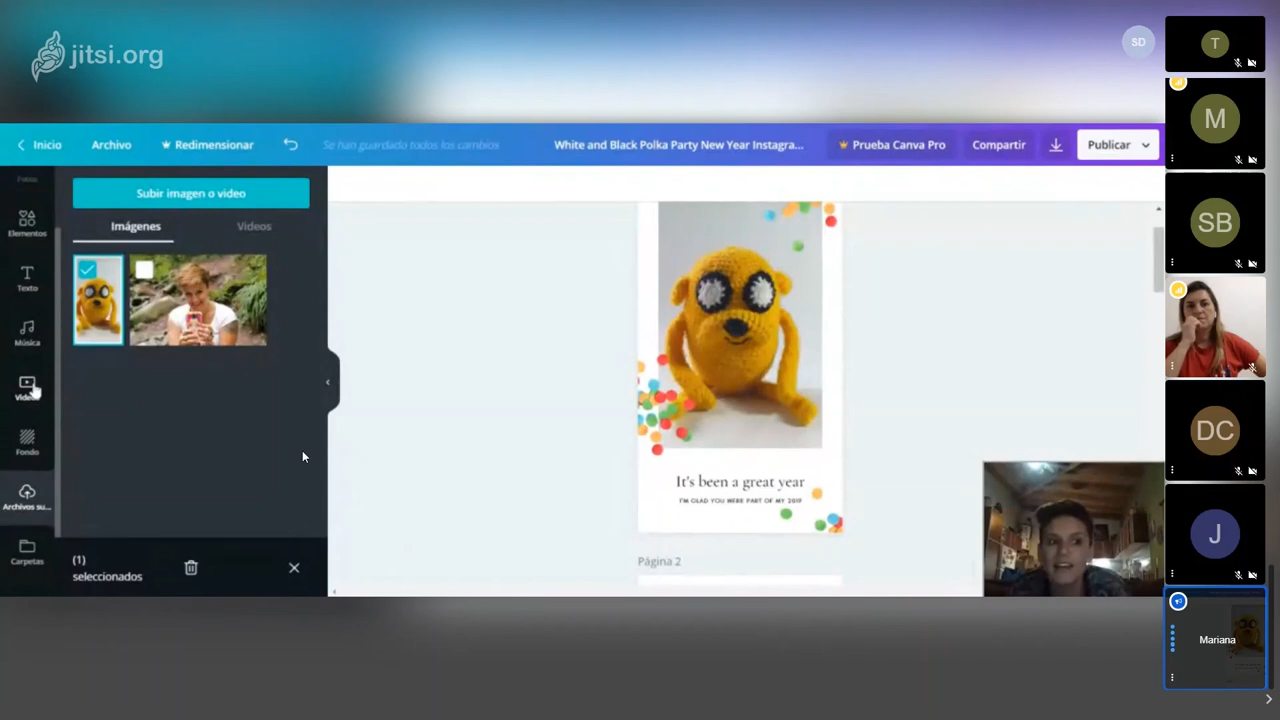 jitsi.org
SD
T
Inicio
Archivo
Redimensionar
Se han guardado todos los cambios
White and Black Polka Party New Year Instagra...
Prueba Canva Pro
Compartir
Publicar
M
Fotos
Subir imagen o video
Imágenes
Videos
Elementos
SB
Texto
Música
Fondo
DC
It's been a great year
I'M GLAD YOU WERE PART OF MY 2019
Archivos su...
Carpetas
(1)
seleccionados
Página 2
J
Mariana